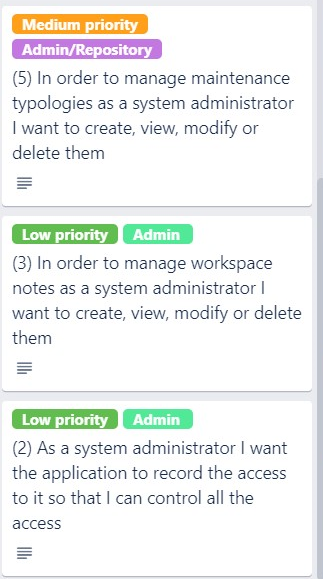 Medium priority
Admin/Repository
(5) In order to manage maintenance
typologies as a system administrator
I want to create, view, modify or
delete them
Low priority Admin
(3) In order to manage workspace
notes as a system administrator I
want to create, view, modify or delete
them
Low priority Admin
(2) As a system administrator I want
the application to record the access
to it so that I can control all the
access